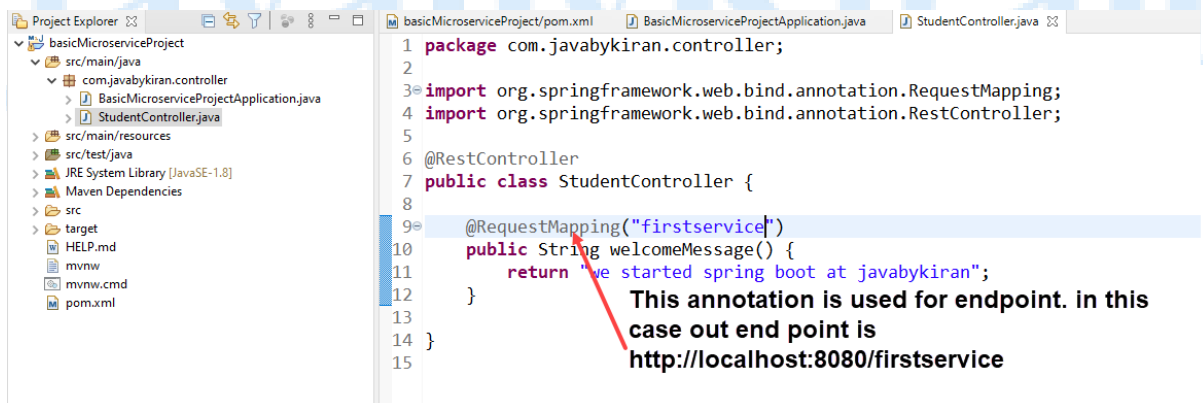 Project Explorer
basicMicroserviceProject
src/main/java
com.javabykiran.controller
BasicMicroserviceProjectApplication.java
StudentController.java
src/main/resources
src/test/java
JRE System Library [JavaSE-1.8]
Maven Dependencies
src
target
HELP.md
mvnw
mvnw.cmd
pom.xml
basicMicroserviceProject/pom.xml BasicMicroserviceProjectApplication.java StudentController.java
1 package com.javabykiran.controller;
2
3 import org.springframework.web.bind.annotation.RequestMapping;
4 import org.springframework.web.bind.annotation.RestController;
5
6 @RestController
7 public class StudentController {
8
9 @RequestMapping("firstservice")
10 public String welcomeMessage() {
11 return "we started spring boot at javabykiran";
12 }
13
14 }
15
This annotation is used for endpoint. in this
case out end point is
http://localhost:8080/firstservice